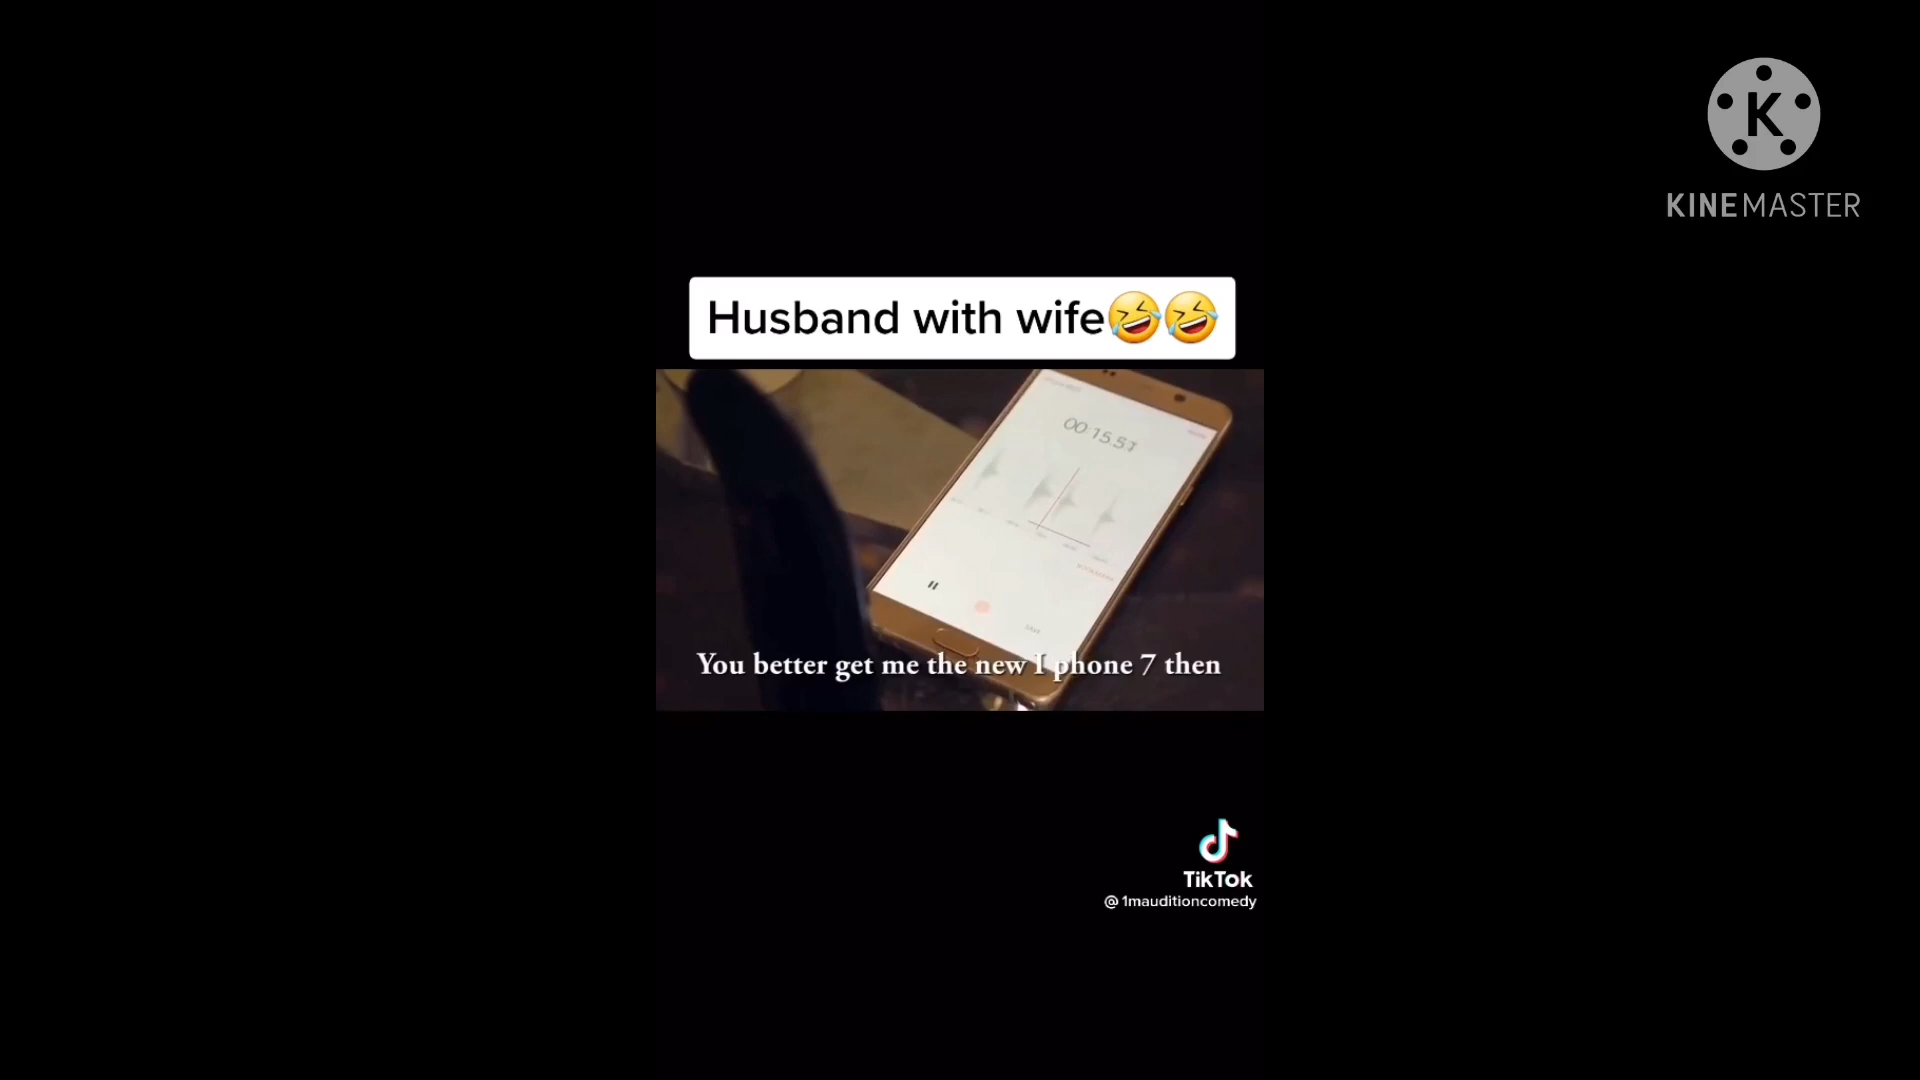 KINEMASTER
Husband with wife🤣🤣
00:15.51
You better get me the new I phone 7 then
TikTok
@1mauditioncomedy